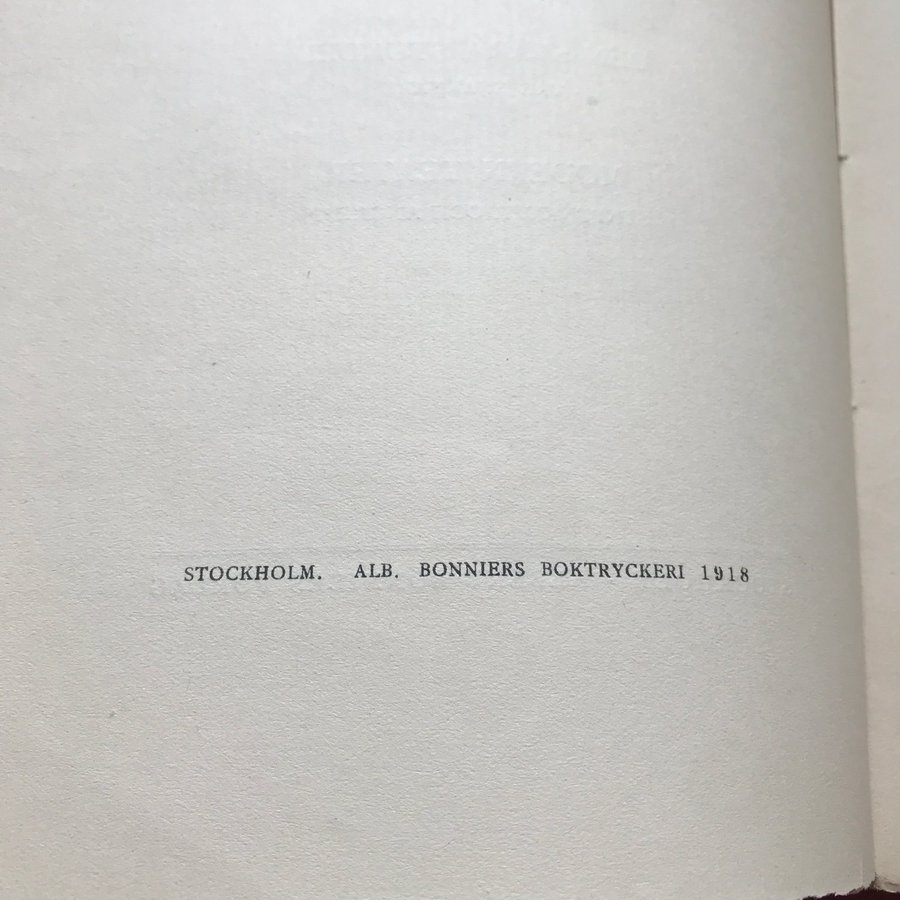 STOCKHOLM. ALB. BONNIERS BOKTRYCKERI 1918